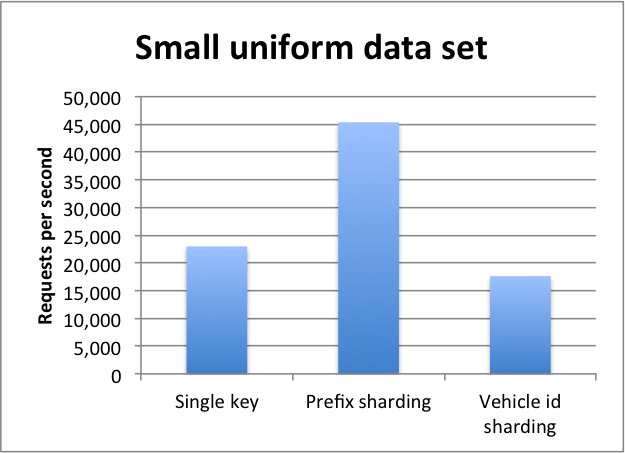 Small uniform data set
Requests per second
50,000
45,000
40,000
35,000
30,000
25,000
20,000
15,000
10,000
5,000
0
Single key
Prefix sharding
Vehicle id
sharding